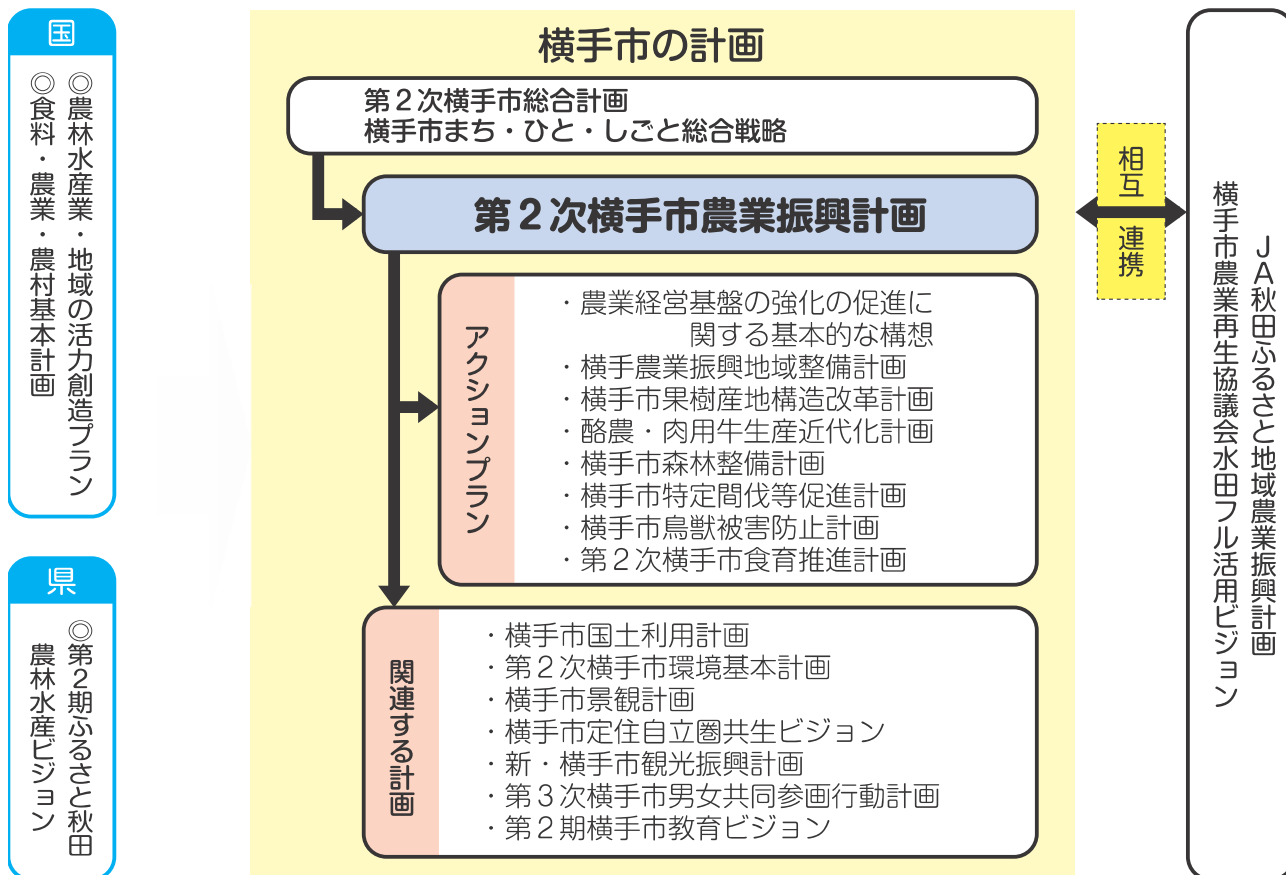 国
◎農林水産業・地域の活力創造プラン
◎食料・農業・農村基本計画
県
◎第2期ふるさと秋田
農林水産ビジョン
横手市の計画
第２次横手市総合計画
横手市まち・ひと・しごと総合戦略
第２次横手市農業振興計画
アクションプラン
・農業経営基盤の強化の促進に
関する基本的な構想
・横手農業振興地域整備計画
・横手市果樹産地構造改革計画
・酪農・肉用牛生産近代化計画
・横手市森林整備計画
・横手市特定間伐等促進計画
・横手市鳥獣被害防止計画
・第２次横手市食育推進計画
関連する計画
・横手市国土利用計画
・第２次横手市環境基本計画
・横手市景観計画
・横手市定住自立圏共生ビジョン
・新・横手市観光振興計画
・第３次横手市男女共同参画行動計画
・第２期横手市教育ビジョン
相互
連携
ＪＡ秋田ふるさと地域農業振興計画
横手市農業再生協議会水田フル活用ビジョン